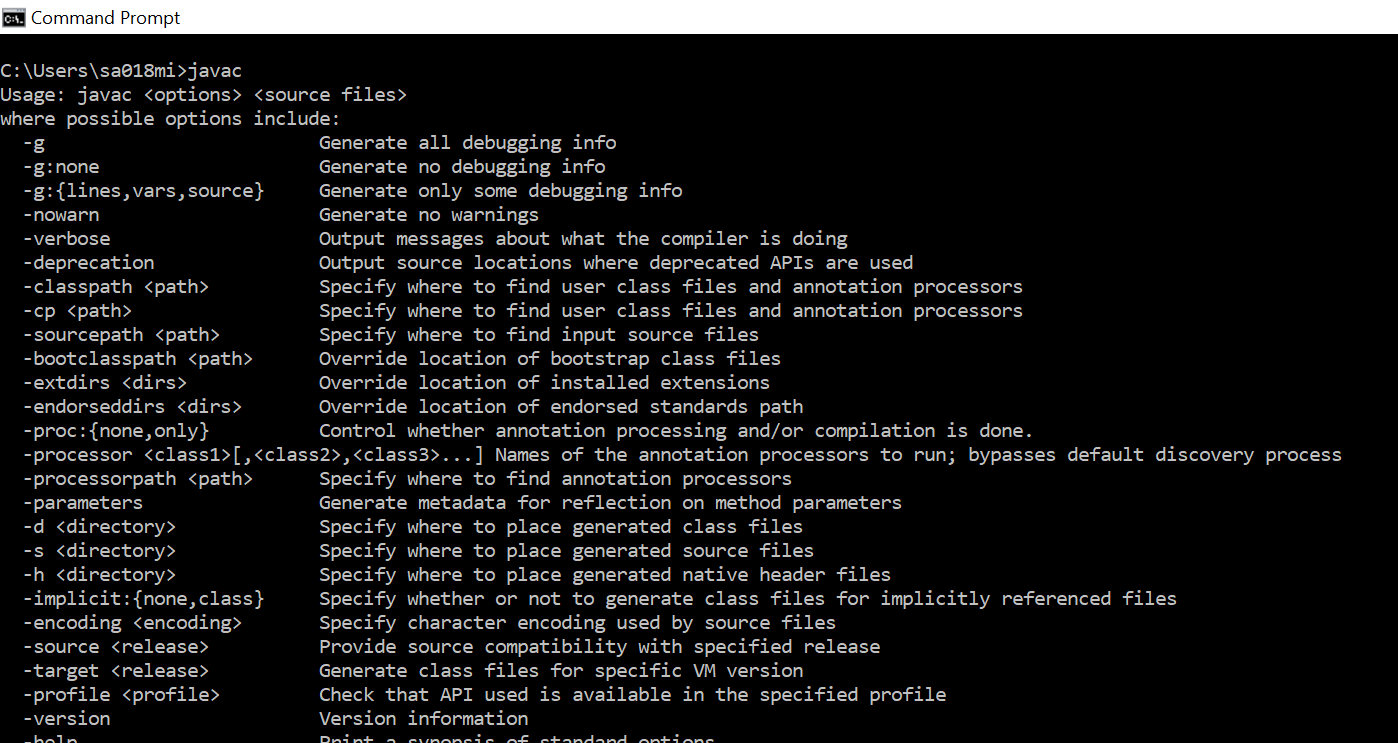 Command Prompt
C:\Users\sa018mi>javac
Usage: javac <options> <source files>
where possible options include:
  -g                         Generate all debugging info
  -g:none                    Generate no debugging info
  -g:{lines,vars,source}     Generate only some debugging info
  -nowarn                    Generate no warnings
  -verbose                   Output messages about what the compiler is doing
  -deprecation               Output source locations where deprecated APIs are used
  -classpath <path>          Specify where to find user class files and annotation processors
  -cp <path>                 Specify where to find user class files and annotation processors
  -sourcepath <path>         Specify where to find input source files
  -bootclasspath <path>      Override location of bootstrap class files
  -extdirs <dirs>            Override location of installed extensions
  -endorseddirs <dirs>       Override location of endorsed standards path
  -proc:{none,only}          Control whether annotation processing and/or compilation is done.
  -processor <class1>[,<class2>,<class3>...] Names of the annotation processors to run; bypasses default discovery process
  -processorpath <path>      Specify where to find annotation processors
  -parameters                Generate metadata for reflection on method parameters
  -d <directory>             Specify where to place generated class files
  -s <directory>             Specify where to place generated source files
  -h <directory>             Specify where to place generated native header files
  -implicit:{none,class}     Specify whether or not to generate class files for implicitly referenced files
  -encoding <encoding>       Specify character encoding used by source files
  -source <release>          Provide source compatibility with specified release
  -target <release>          Generate class files for specific VM version
  -profile <profile>         Check that API used is available in the specified profile
  -version                   Version information
  -help                      Print a synopsis of standard options